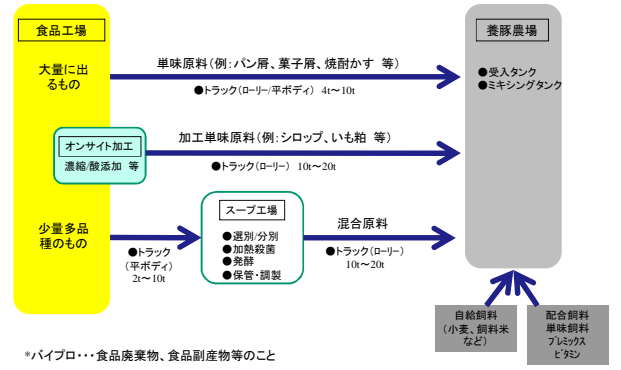 食品工場
養豚農場
大量に出
るもの
単味原料(例:パン屑、菓子屑、焼酎かす 等)
●トラック(ローリー/平ボディ) 4t～10t
●受入タンク
●ミキシングタンク
オンサイト加工
濃縮/酸添加 等
加工単味原料(例:シロップ、いも粕 等)
●トラック(ローリー) 10t～20t
少量多品
種のもの
●トラック
(平ボディ)
2t～10t
スープ工場
●選別/分別
●加熱殺菌
●発酵
●保管・調製
混合原料
●トラック(ローリー)
10t～20t
自給飼料
(小麦、飼料米
など)
配合飼料
単味飼料
プレミックス
ビタミン
*バイプロ・・・食品廃棄物、食品副産物等のこと